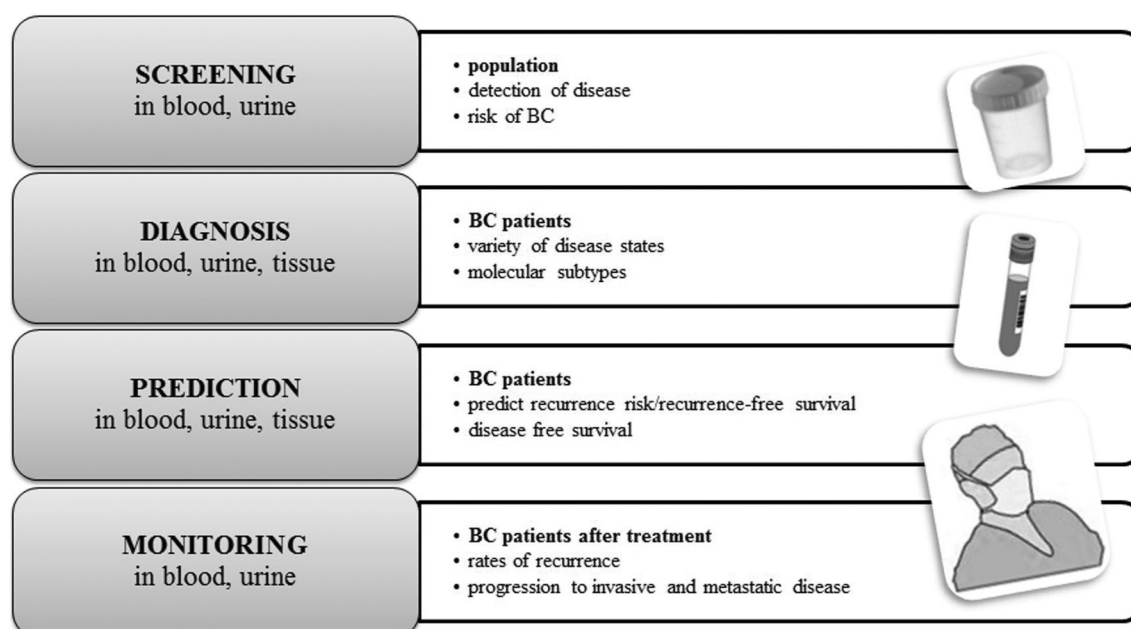 SCREENING
in blood, urine
• population
• detection of disease
• risk of BC
DIAGNOSIS
in blood, urine, tissue
• BC patients
• variety of disease states
• molecular subtypes
PREDICTION
in blood, urine, tissue
• BC patients
• predict recurrence risk/recurrence-free survival
• disease free survival
MONITORING
in blood, urine
• BC patients after treatment
• rates of recurrence
• progression to invasive and metastatic disease